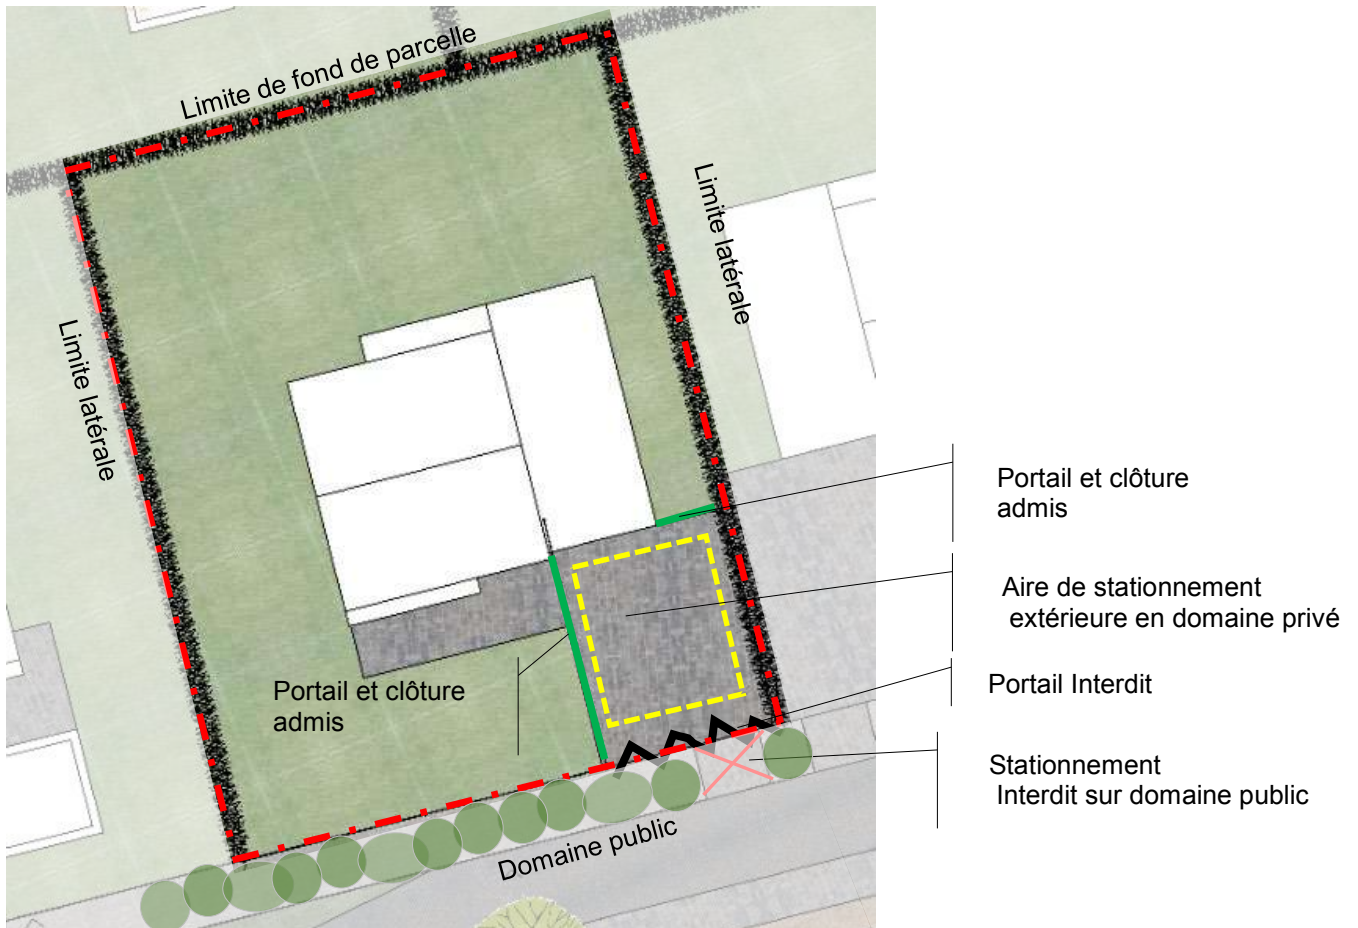 Limite de fond de parcelle
Limite latérale
Limite latérale
Portail et clôture
admis
Aire de stationnement
extérieure en domaine privé
Portail et clôture
admis
Portail Interdit
Stationnement
Interdit sur domaine public
Domaine public